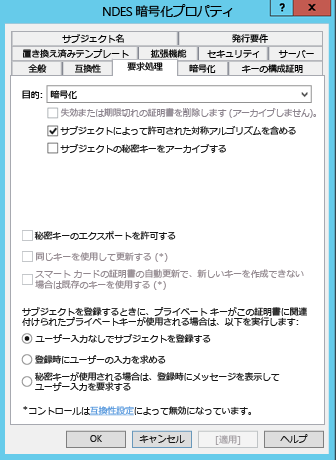 NDES 暗号化プロパティ
? x
サブジェクト名 発行要件
置き換え済みテンプレート 拡張機能 セキュリティ サーバー
全般 互換性 要求処理 暗号化 キーの構成証明
目的: 暗号化
失効または期限切れの証明書を削除します (アーカイブしません)。
サブジェクトによって許可された対称アルゴリズムを含める
サブジェクトの秘密キーをアーカイブする
秘密キーのエクスポートを許可する
同じキーを使用して更新する (*)
スマート カードの証明書の自動更新で、新しいキーを作成できない
場合は既存のキーを使用する (*)
サブジェクトを登録するときに、プライベート キーがこの証明書に関連
付けられたプライベートキーが使用される場合は、以下を実行します:
ユーザー入力なしでサブジェクトを登録する
登録時にユーザーの入力を求める
秘密キーが使用される場合は、登録時にメッセージを表示して
ユーザー入力を要求する
*コントロールは互換性設定によって無効になっています。
OK キャンセル [適用] ヘルプ